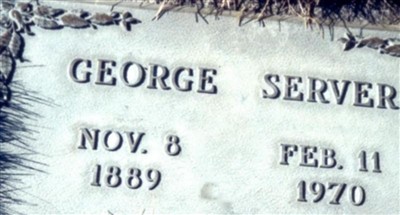 GEORGE SERVER
NOV. 8 FEB. 11
1889 1970